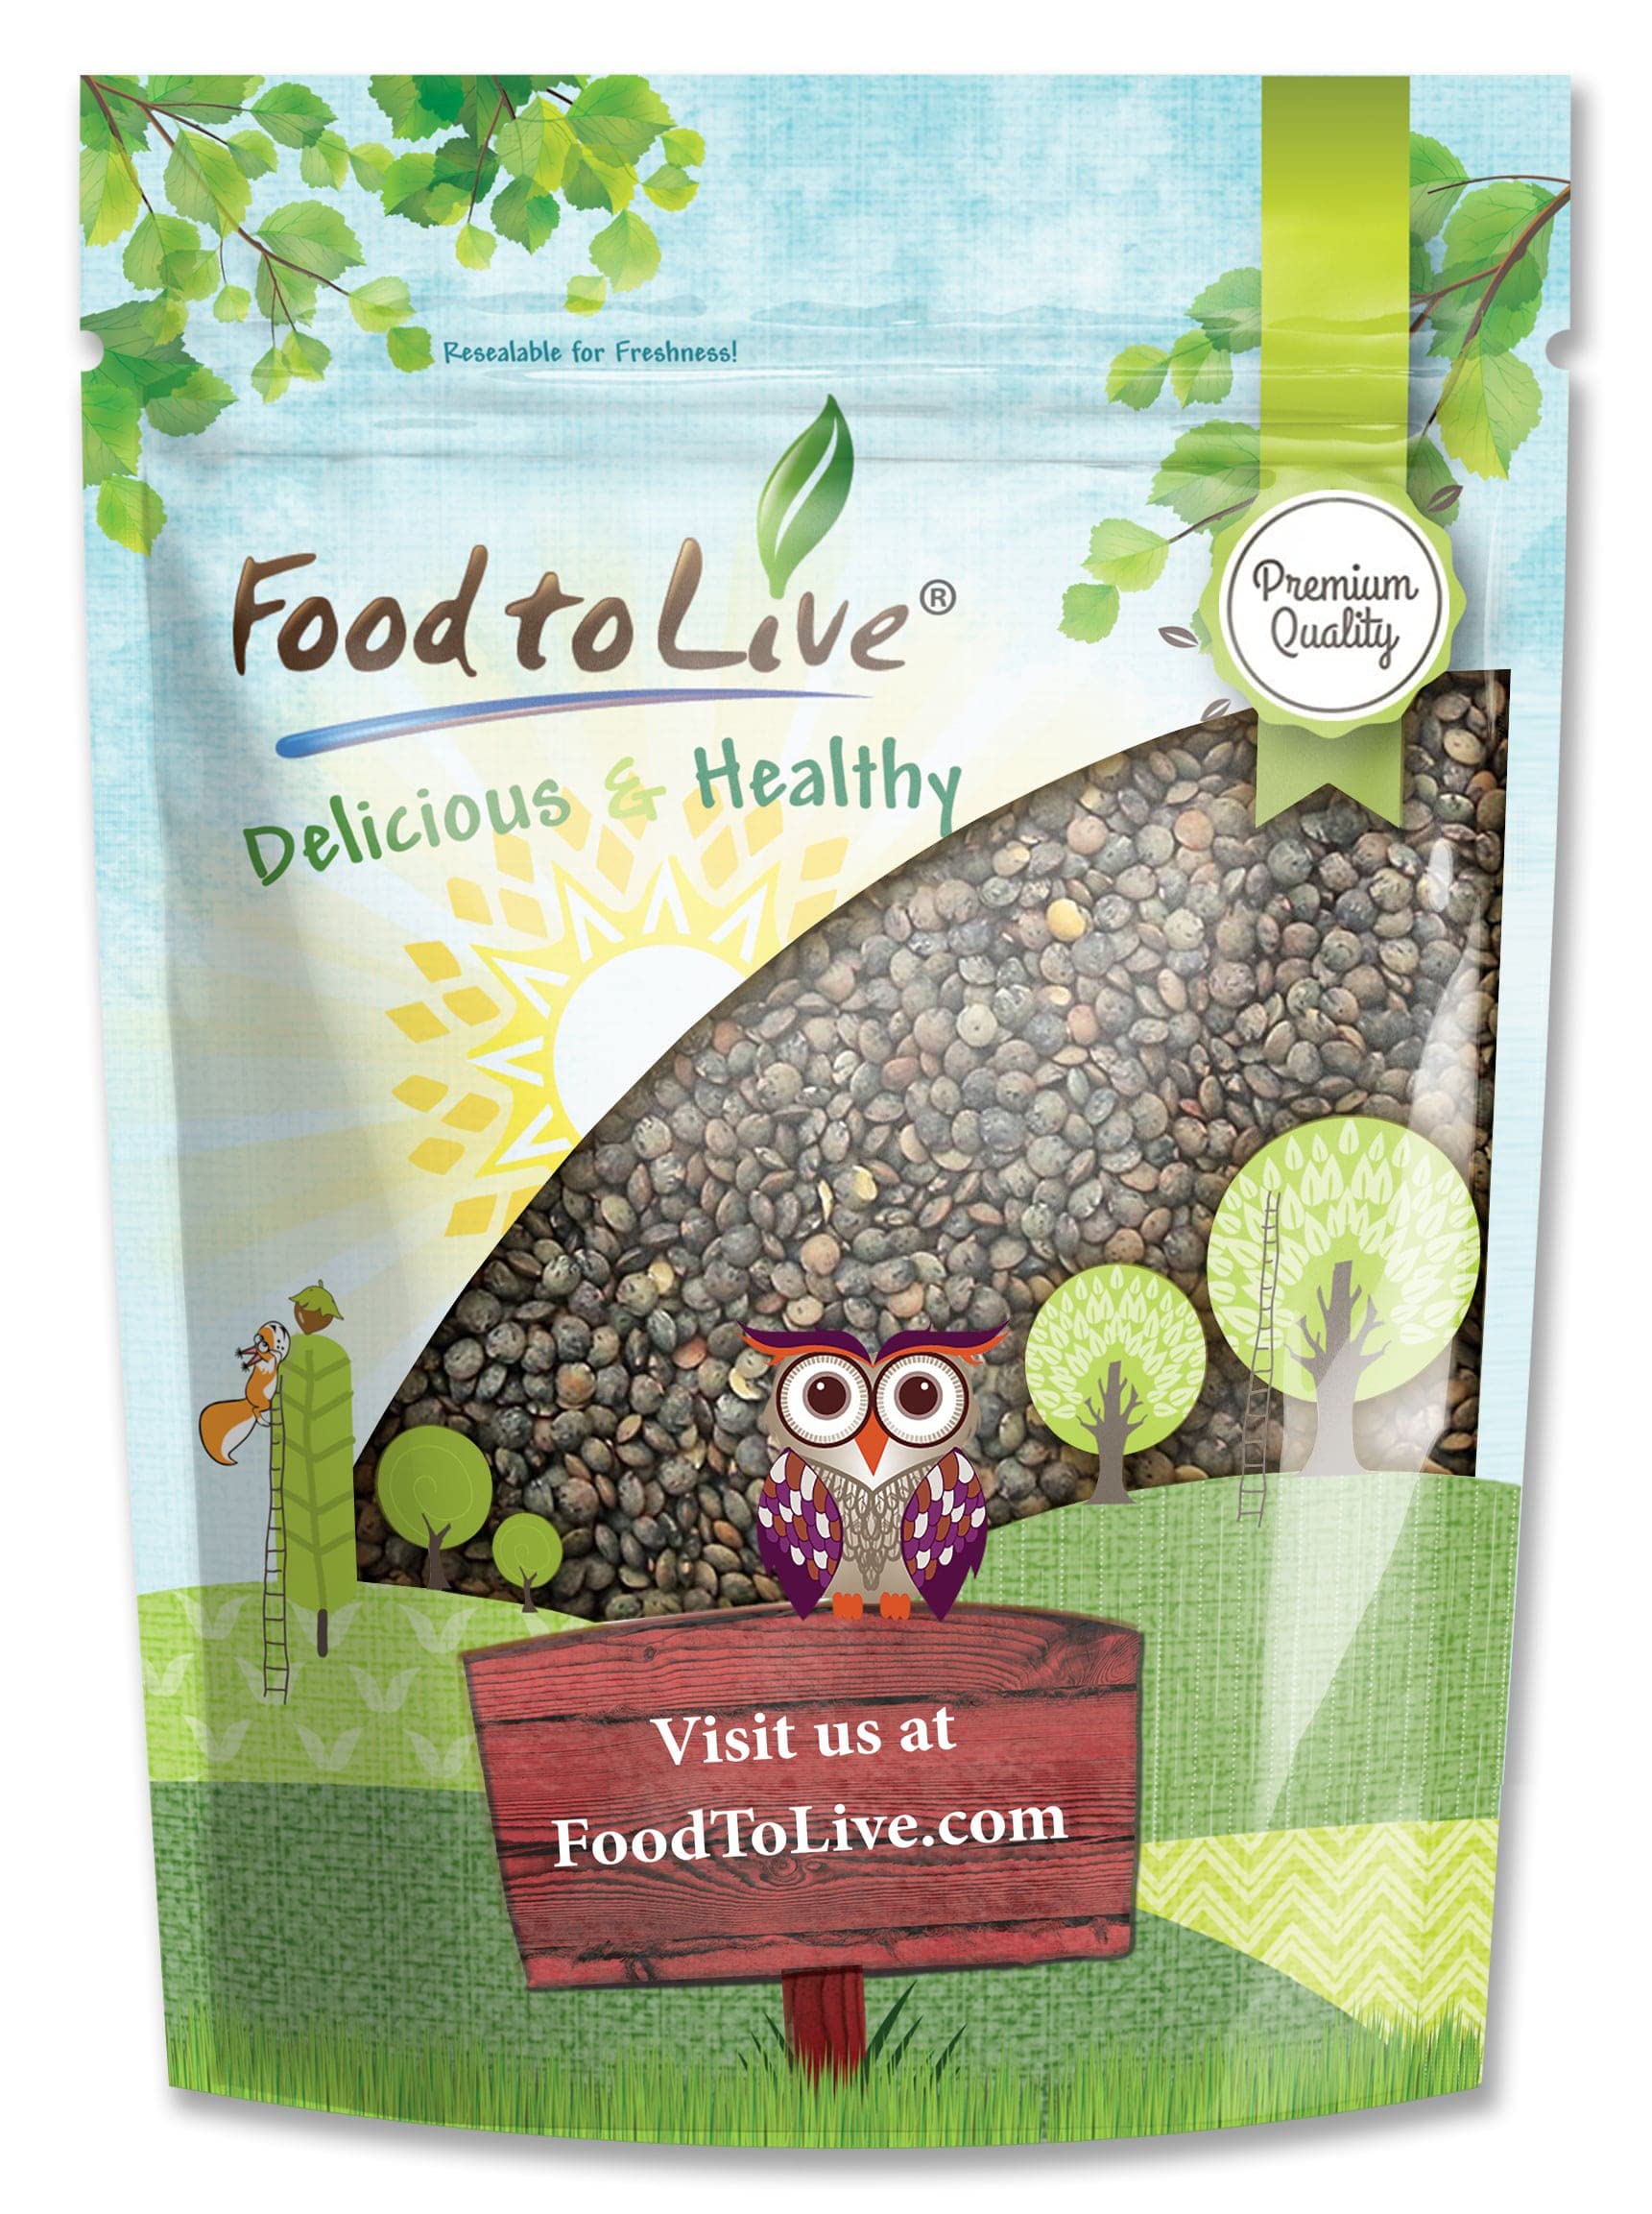 Resealable for Freshness!
Food to Live®
Delicious & Healthy
Premium
Quality
Visit us at
FoodToLive.com